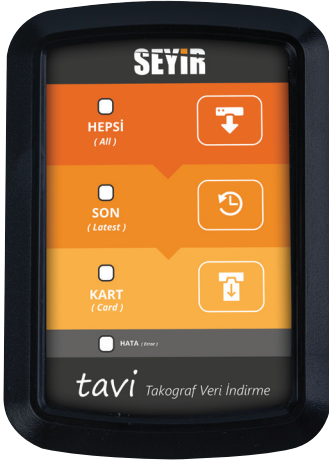 SEYİR
HEPSİ
( All )
SON
( Latest )
KART
( Card )
HATA ( Error )
tavi Takograf Veri İndirme